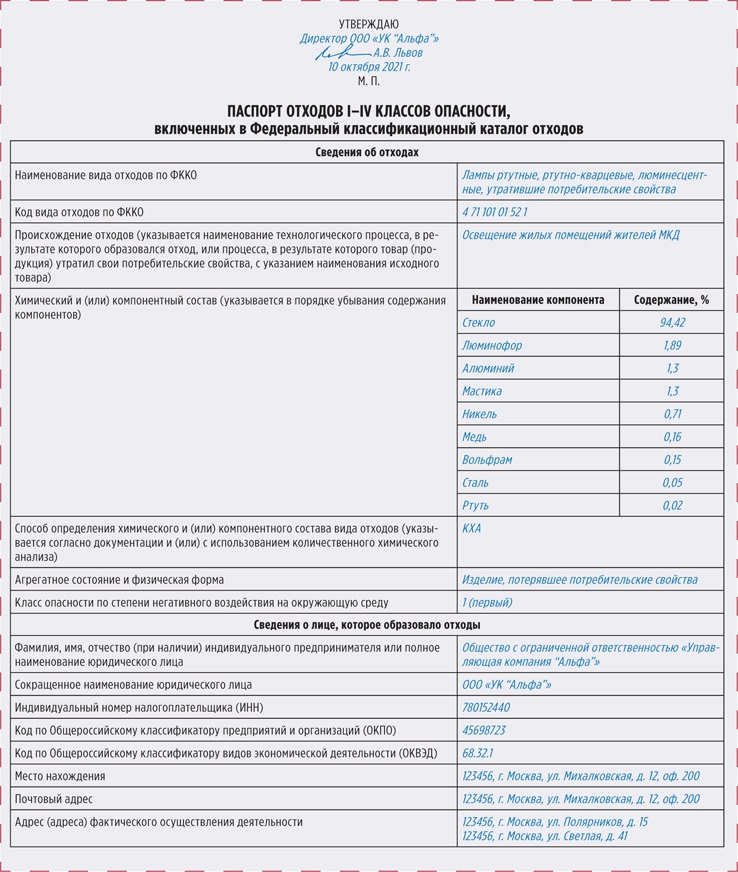 УТВЕРЖДАЮ
Директор ООО «УК “Альфа”»
А.В. Львов
10 октября 2021 г.
М. П.
ПАСПОРТ ОТХОДОВ I–IV КЛАССОВ ОПАСНОСТИ,
включенных в Федеральный классификационный каталог отходов
Сведения об отходах
Наименование вида отходов по ФККО
Лампы ртутные, ртутно-кварцевые, люминесцент-
ные, утратившие потребительские свойства
Код вида отходов по ФККО
4 71 101 01 52 1
Происхождение отходов (указывается наименование технологического процесса, в ре-
зультате которого образовался отход, или процесса, в результате которого товар (про-
дукция) утратил свои потребительские свойства, с указанием наименования исходного
товара)
Освещение жилых помещений жителей МКД
Химический и (или) компонентный состав (указывается в порядке убывания содержания
компонентов)
Наименование компонента Содержание, %
Стекло 94,42
Люминофор 1,89
Алюминий 1,3
Мастика 1,3
Никель 0,71
Медь 0,16
Вольфрам 0,15
Сталь 0,05
Ртуть 0,02
Способ определения химического и (или) компонентного состава вида отходов (указы-
вается согласно документации и (или) с использованием количественного химического
анализа)
КХА
Агрегатное состояние и физическая форма
Изделие, потерявшее потребительские свойства
Класс опасности по степени негативного воздействия на окружающую среду
1 (первый)
Сведения о лице, которое образовало отходы
Фамилия, имя, отчество (при наличии) индивидуального предпринимателя или полное
наименование юридического лица
Общество с ограниченной ответственностью «Управ-
ляющая компания “Альфа”»
Сокращенное наименование юридического лица
ООО «УК “Альфа”»
Индивидуальный номер налогоплательщика (ИНН)
780152440
Код по Общероссийскому классификатору предприятий и организаций (ОКПО)
45698723
Код по Общероссийскому классификатору видов экономической деятельности (ОКВЭД)
68.32.1
Место нахождения
123456, г. Москва, ул. Михалковская, д. 12, оф. 200
Почтовый адрес
123456, г. Москва, ул. Михалковская, д. 12, оф. 200
Адрес (адреса) фактического осуществления деятельности
123456, г. Москва, ул. Полярников, д. 15
123456, г. Москва, ул. Светлая, д. 41